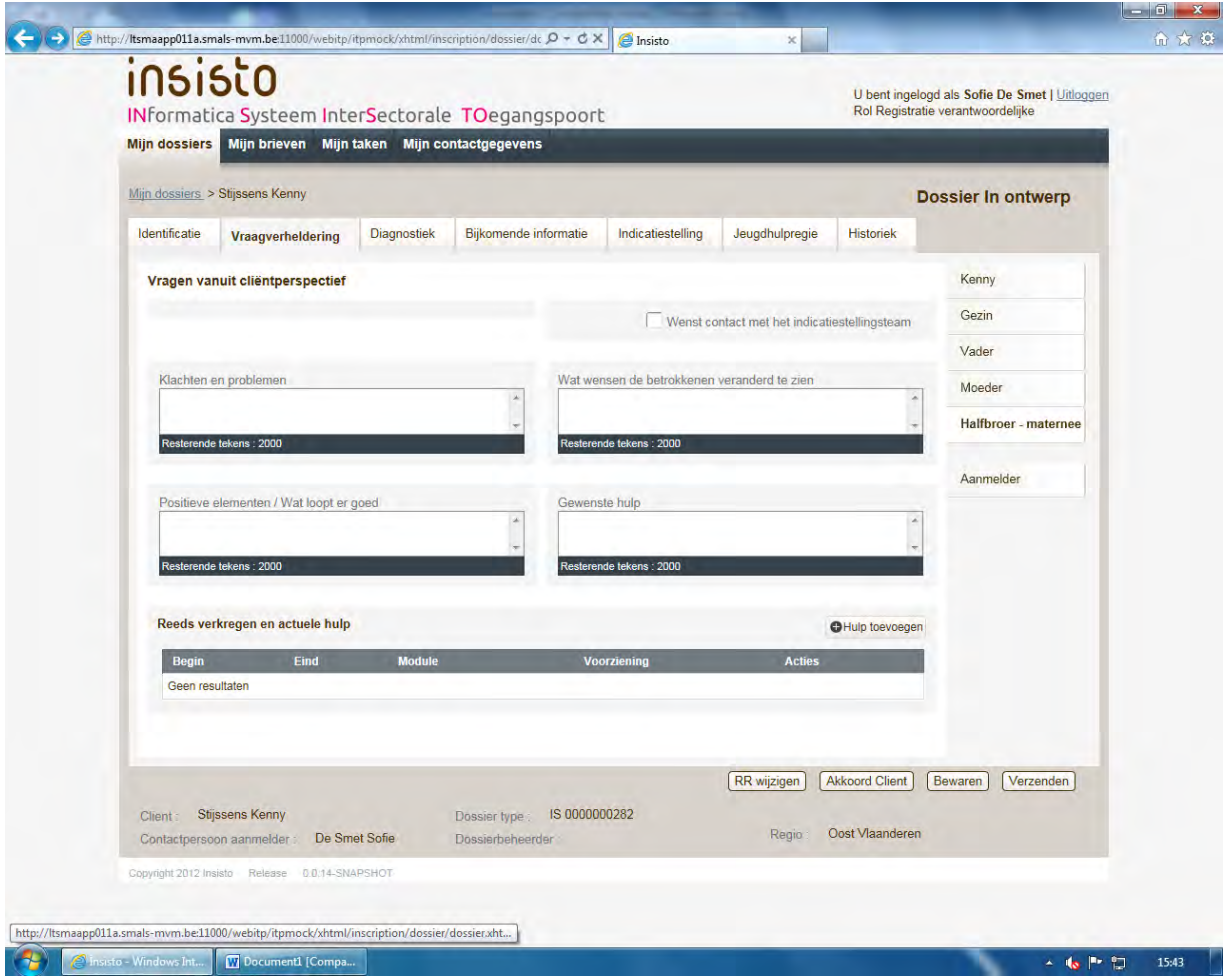 http://ltsmaapp011a.smals-mvm.be:11000/webitp/itpmock/xhtml/inscription/dossier/dc
Insisto
insisto
INformatica Systeem InterSectorale TOegangspoort
U bent ingelogd als Sofie De Smet | Uitloggen
Rol Registratie verantwoordelijke
Mijn dossiers Mijn brieven Mijn taken Mijn contactgegevens
Mijn dossiers > Stijssens Kenny
Dossier In ontwerp
Identificatie Vraagverheldering Diagnostiek Bijkomende informatie Indicatiestelling Jeugdhulpregie Historiek
Vragen vanuit cliëntperspectief
Kenny
Wenst contact met het indicatiestellingsteam
Gezin
Vader
Klachten en problemen
Wat wensen de betrokkenen veranderd te zien
Moeder
Halfbroer - maternee
Resterende tekens : 2000
Resterende tekens : 2000
Aanmelder
Positieve elementen / Wat loopt er goed
Gewenste hulp
Resterende tekens : 2000
Resterende tekens : 2000
Reeds verkregen en actuele hulp
Hulp toevoegen
Begin Eind Module Voorziening Acties
Geen resultaten
RR wijzigen Akkoord Client Bewaren Verzenden
Client : Stijssens Kenny
Dossier type : IS 0000000282
Contactpersoon aanmelder : De Smet Sofie
Dossierbeheerder :
Regio : Oost Vlaanderen
Copyright 2012 Insisto Release 0.0.14-SNAPSHOT
http://ltsmaapp011a.smals-mvm.be:11000/webitp/itpmock/xhtml/inscription/dossier/dossier.xht...
Insisto - Windows Int...
Document1 [Compa...
15:43